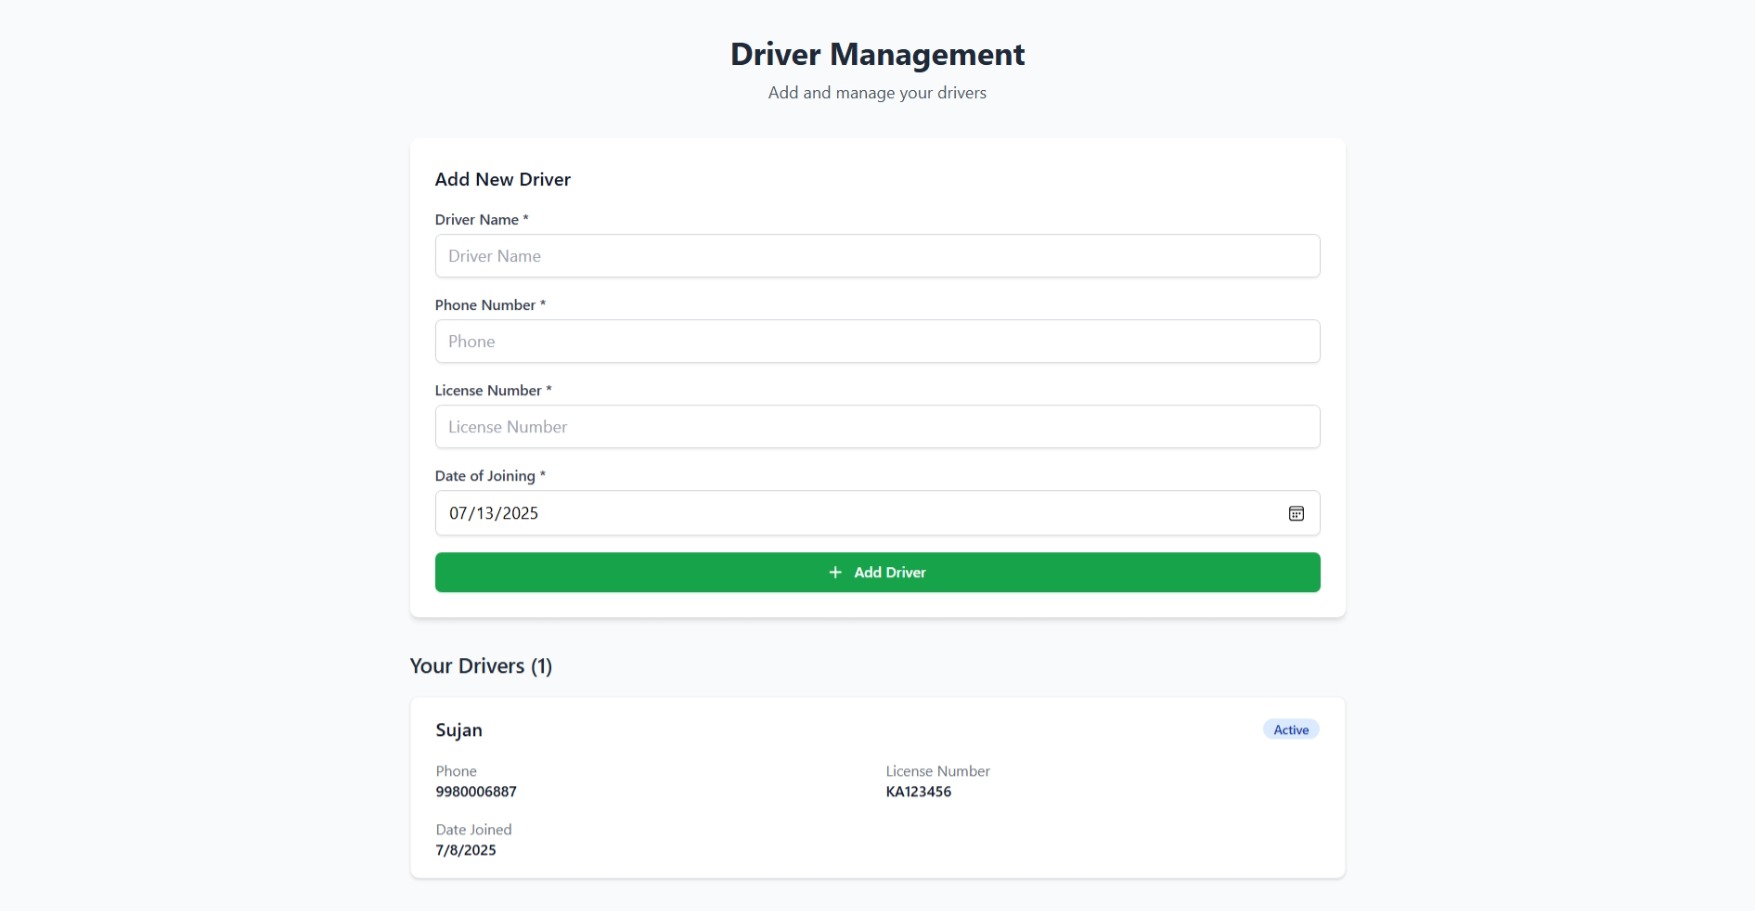 Driver Management
Add and manage your drivers
Add New Driver
Driver Name *
Driver Name
Phone Number *
Phone
License Number *
License Number
Date of Joining *
07/13/2025
+ Add Driver
Your Drivers (1)
Sujan
Active
Phone
License Number
9980006887
KA123456
Date Joined
7/8/2025